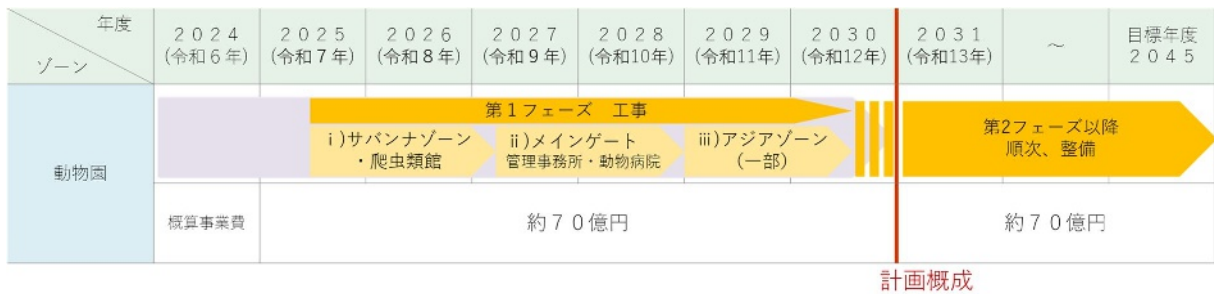 年度
ゾーン
2024
(令和6年)
2025
(令和7年)
2026
(令和8年)
2027
(令和9年)
2028
(令和10年)
2029
(令和11年)
2030
(令和12年)
2031
(令和13年)
~
目標年度
2045
動物園
第1フェーズ 工事
ⅰ)サバンナゾーン
・爬虫類館
ⅱ)メインゲート
管理事務所・動物病院
ⅲ)アジアゾーン
(一部)
第2フェーズ以降
順次、整備
概算事業費
約70億円
約70億円
計画概成